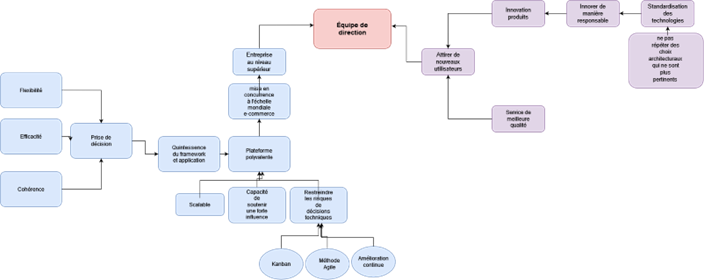 Équipe de
direction
Innovation
produits
Innover de
manière
responsable
Standardisation
des
technologies
ne pas
répéter des
choix
architecturaux
qui ne sont
plus
pertinents
Attirer de
nouveaux
utilisateurs
Service de
meilleure
qualité
Entreprise
au niveau
supérieur
mise en
concurrence
à l'échelle
mondiale
e-commerce
Flexibilité
Efficacité
Cohérence
Prise de
décision
Quintessence
du framework
et application
Plateforme
polyvalente
Scalable
Capacité
de
soutenir
une forte
influence
Restreindre
les risques
de
décisions
techniques
Kanban
Méthode
Agile
Amélioration
continue